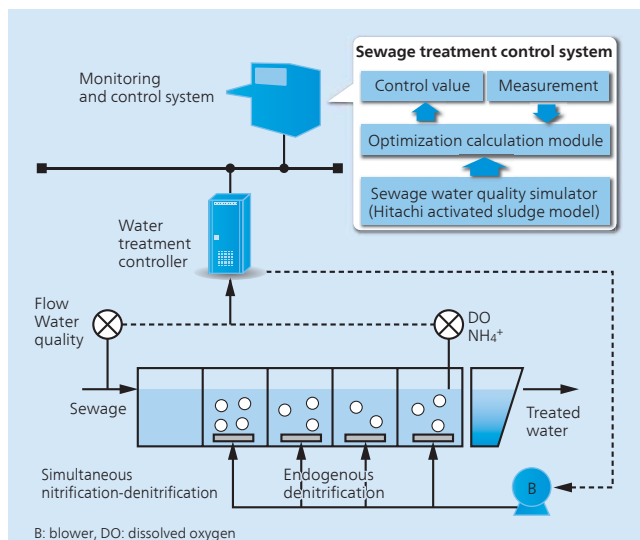 Sewage treatment control system
Control value
Measurement
Optimization calculation module
Sewage water quality simulator
(Hitachi activated sludge model)
Monitoring
and control system
Water
treatment
controller
Flow
Water
quality
DO
NH₄⁺
Sewage
Treated
water
Simultaneous
nitrification-denitrification
Endogenous
denitrification
B
B: blower, DO: dissolved oxygen